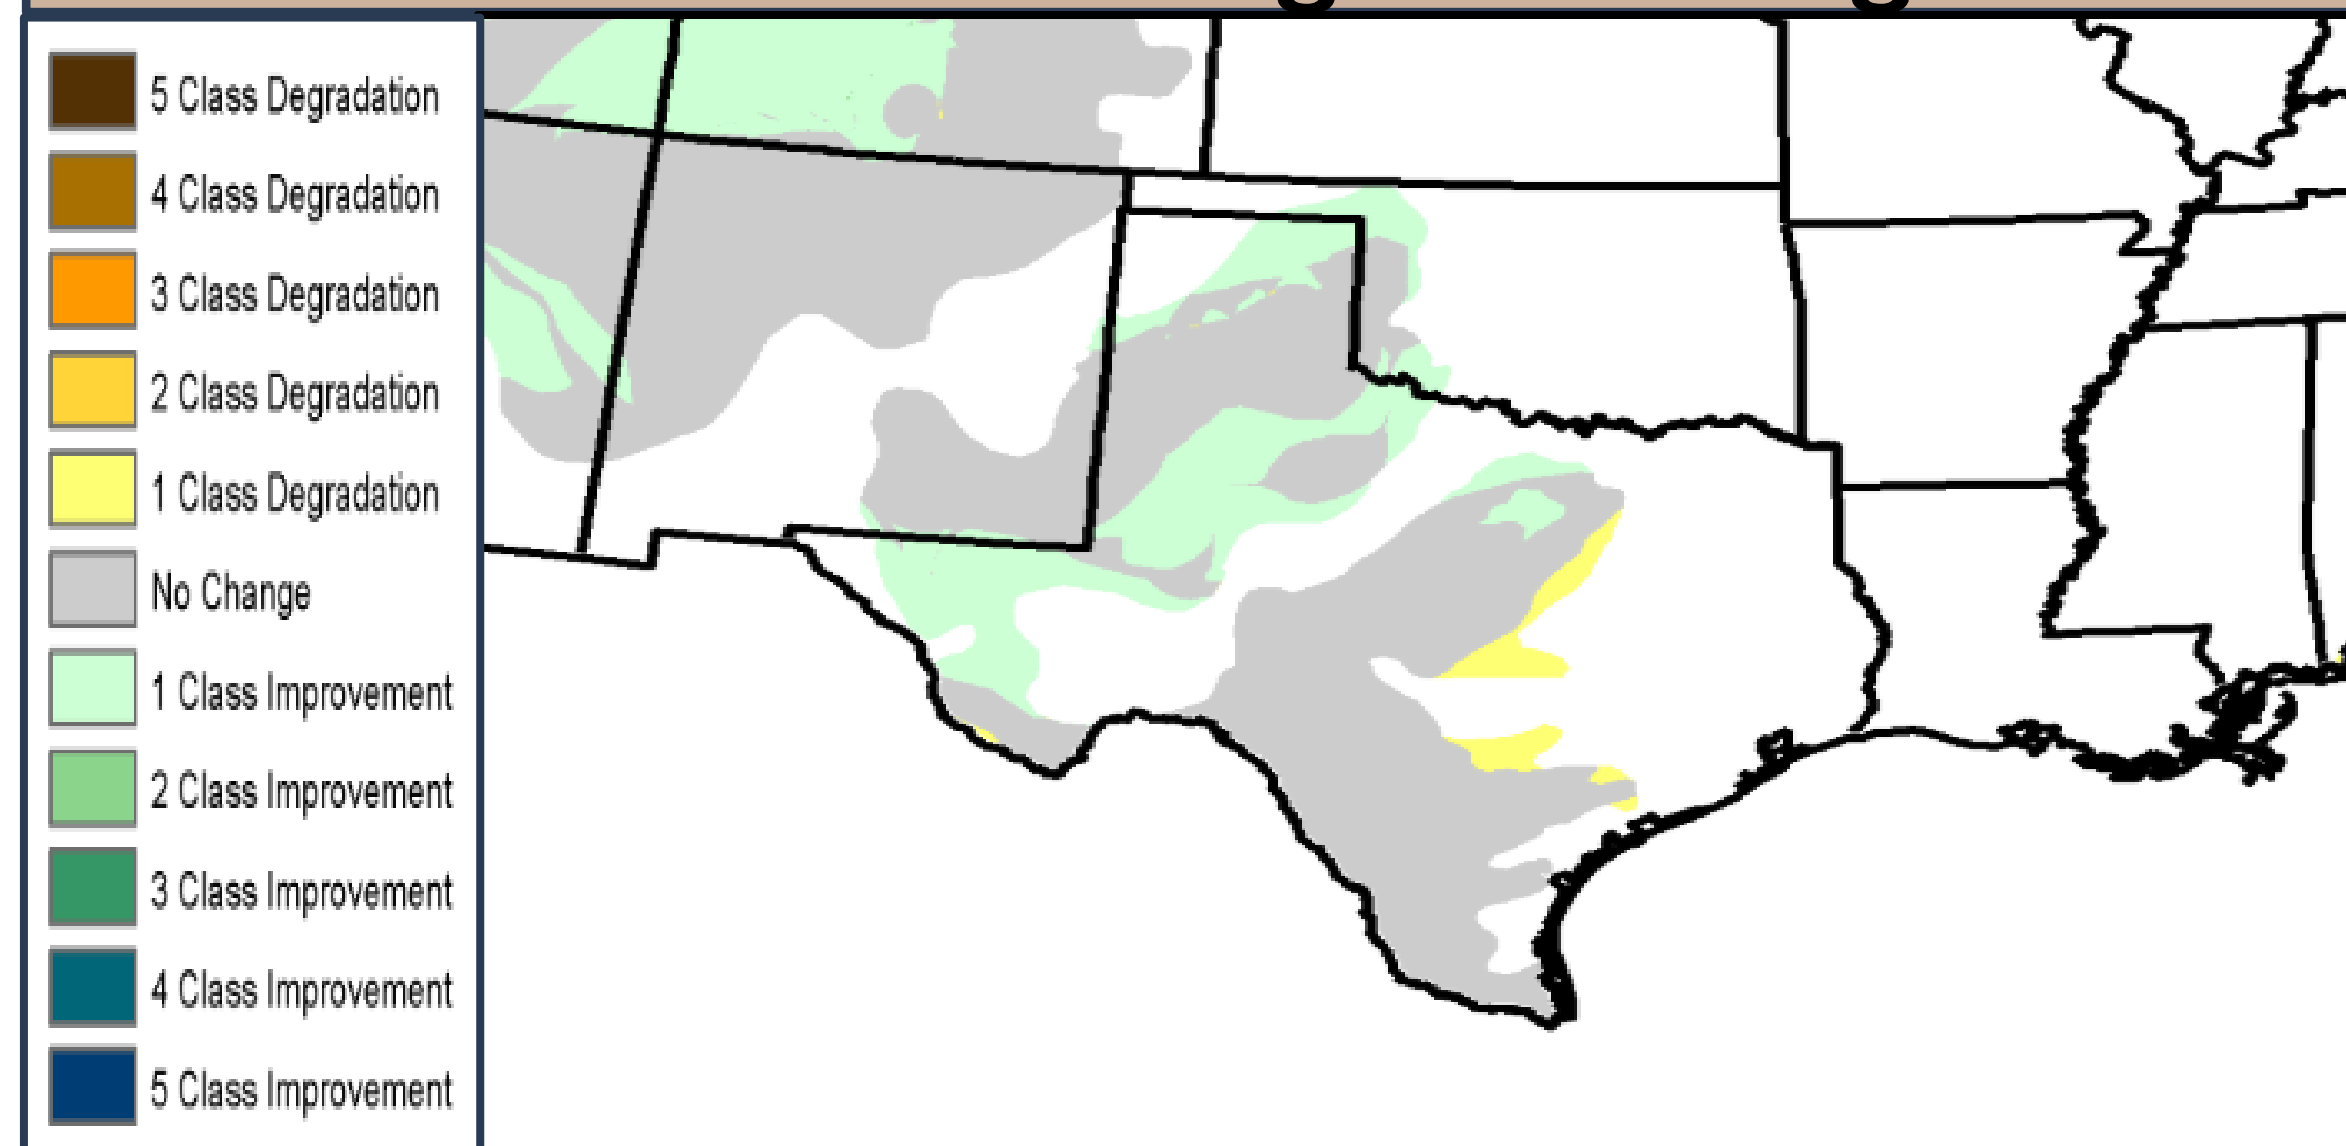 5 Class Degradation
4 Class Degradation
3 Class Degradation
2 Class Degradation
1 Class Degradation
No Change
1 Class Improvement
2 Class Improvement
3 Class Improvement
4 Class Improvement
5 Class Improvement